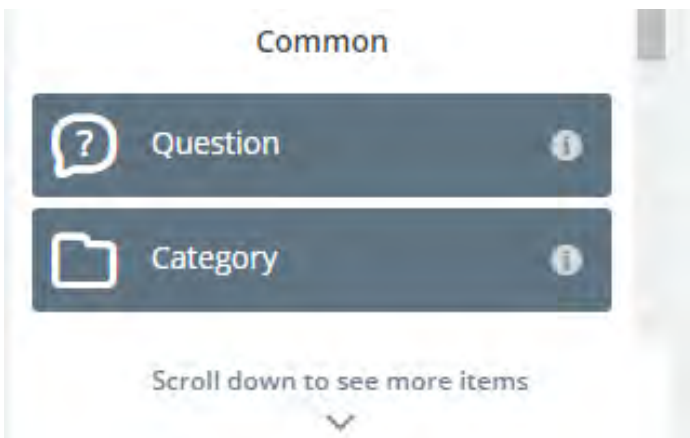 Common
Question
Category
Scroll down to see more items